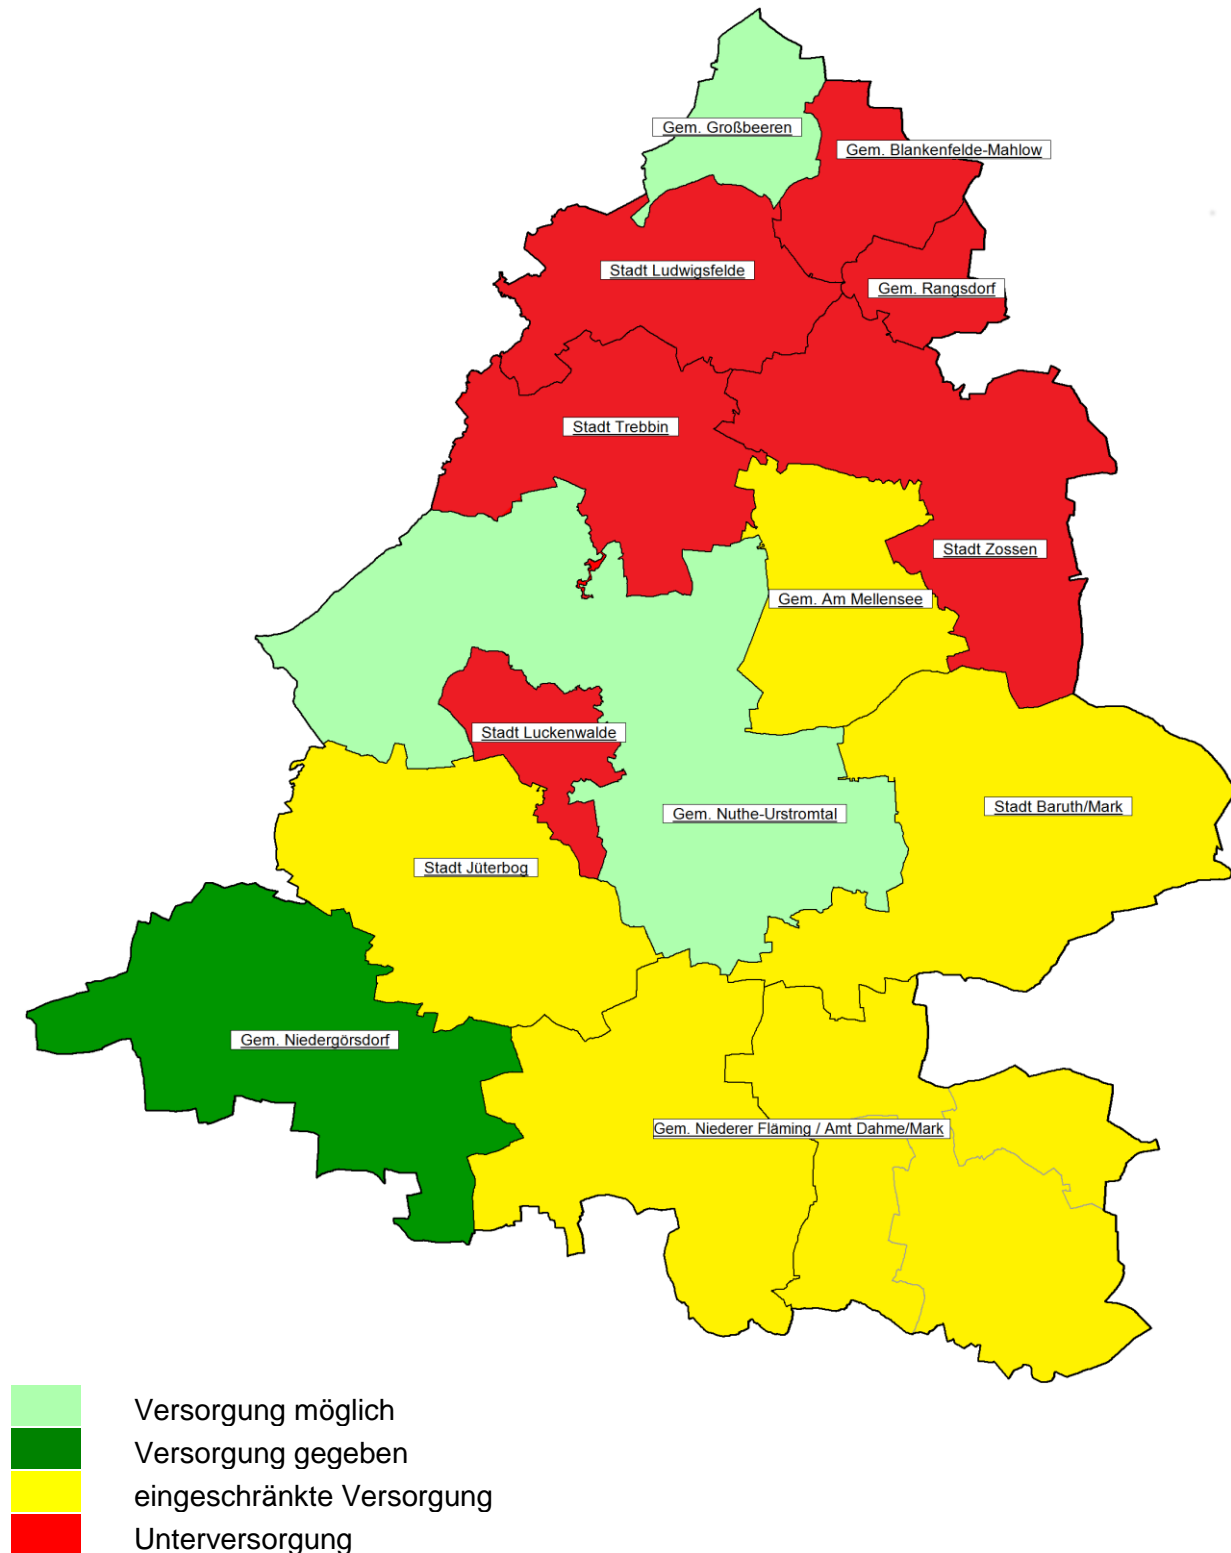 Gem. Großbeeren
Gem. Blankenfelde-Mahlow
Stadt Ludwigsfelde
Gem. Rangsdorf
Stadt Trebbin
Stadt Zossen
Gem. Am Mellensee
Stadt Luckenwalde
Stadt Baruth/Mark
Gem. Nuthe-Urstromtal
Stadt Jüterbog
Gem. Niedergörsdorf
Gem. Niederer Fläming / Amt Dahme/Mark
Versorgung möglich
Versorgung gegeben
eingeschränkte Versorgung
Unterversorgung